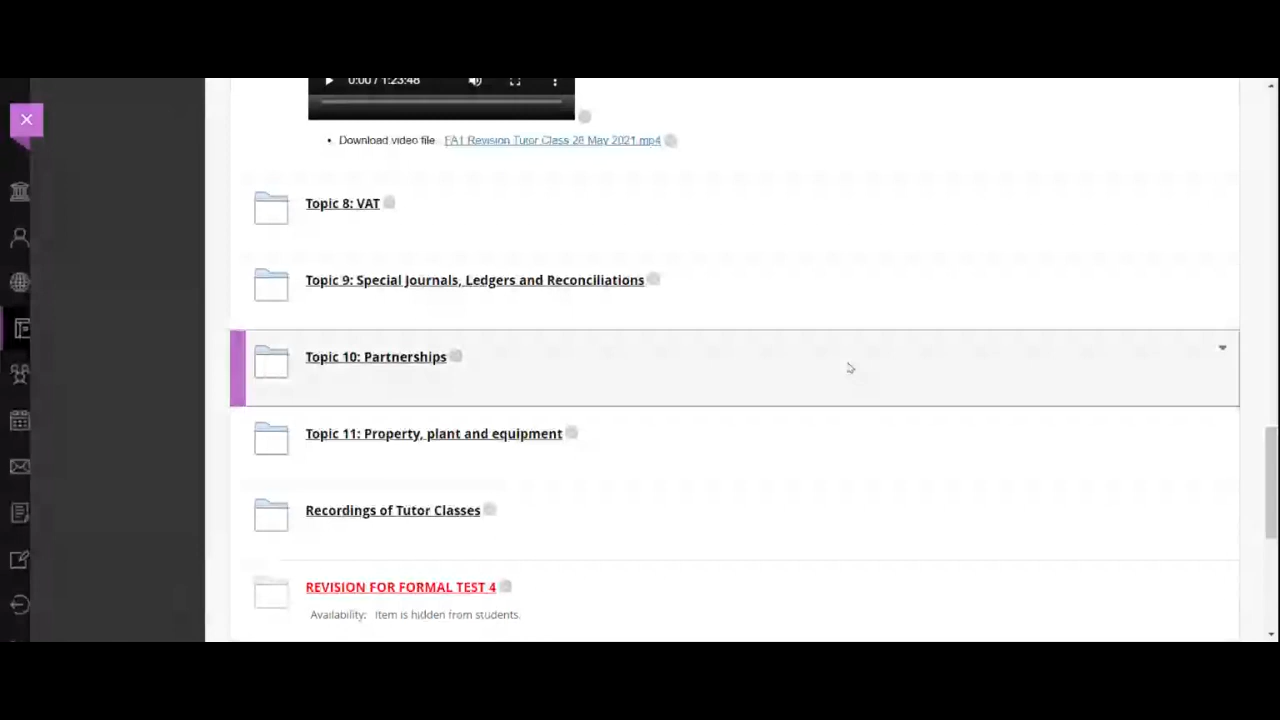 0:00 / 1:23:48
• Download video file FA1 Revision Tutor Class 28 May 2021.mp4
Topic 8: VAT
Topic 9: Special Journals, Ledgers and Reconciliations
Topic 10: Partnerships
Topic 11: Property, plant and equipment
Recordings of Tutor Classes
REVISION FOR FORMAL TEST 4
Availability: Item is hidden from students.